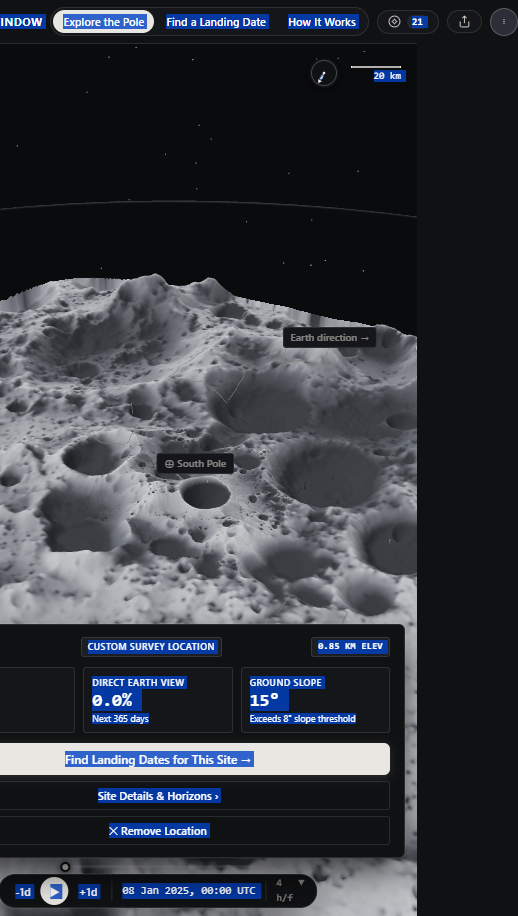 INDOW Explore the Pole Find a Landing Date How It Works 21
20 km
Earth direction →
South Pole
CUSTOM SURVEY LOCATION 0.85 KM ELEV
DIRECT EARTH VIEW
0.0%
Next 365 days
GROUND SLOPE
15°
Exceeds 8° slope threshold
Find Landing Dates for This Site →
Site Details & Horizons ›
✕ Remove Location
-1d ▶ +1d 08 Jan 2025, 00:00 UTC 4 h/f ▼